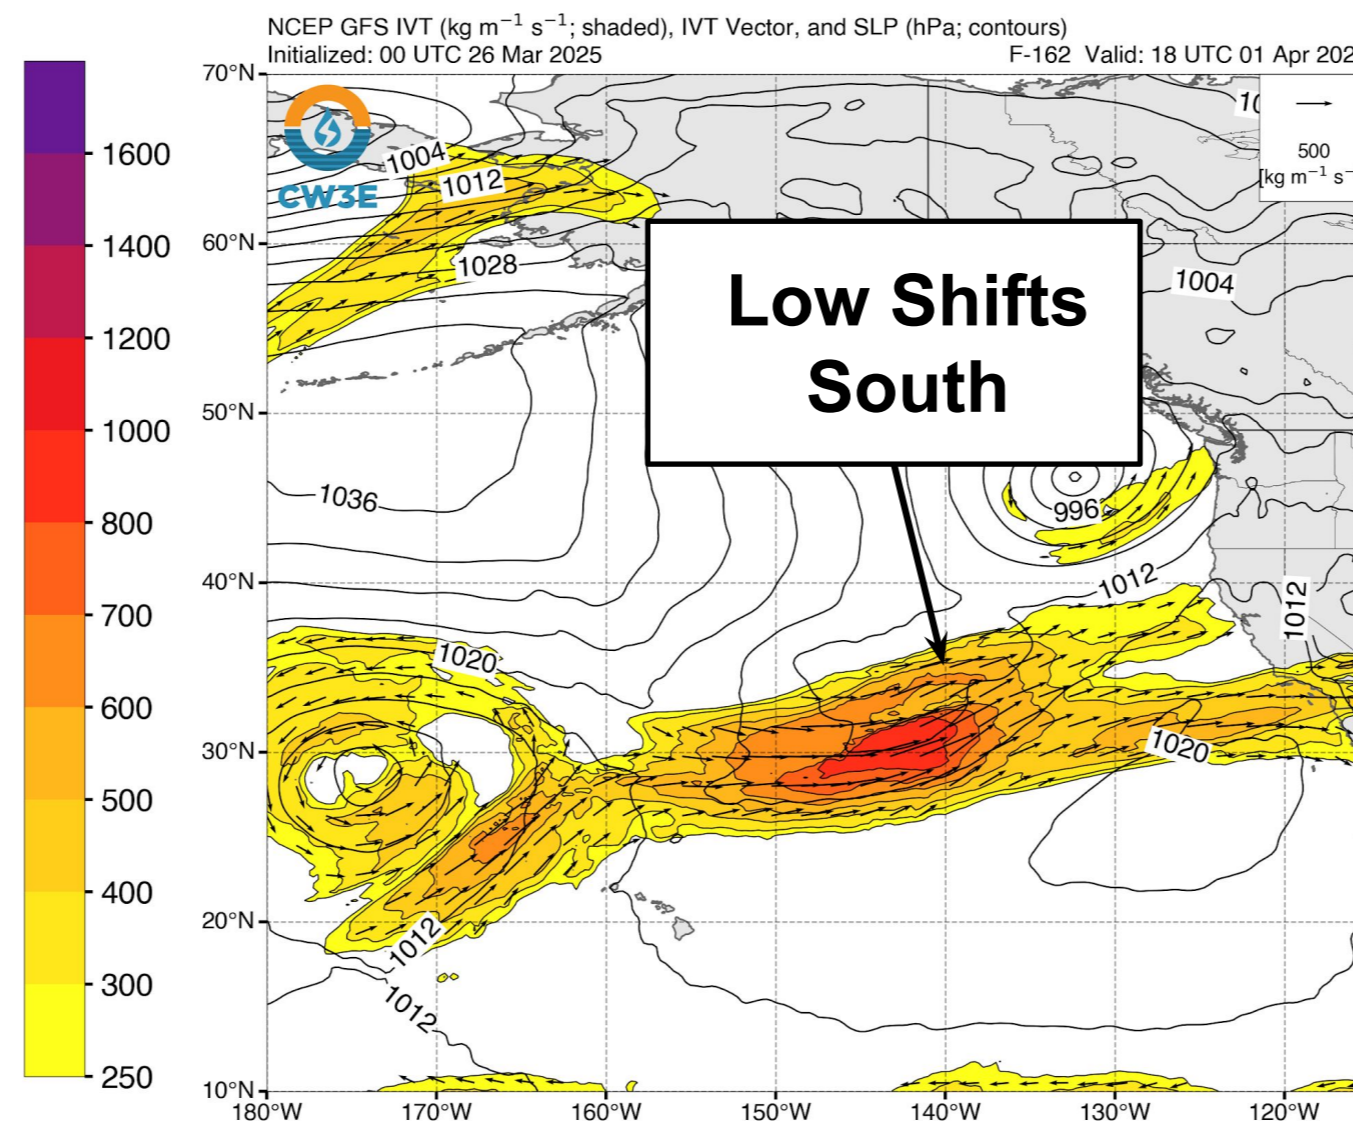 NCEP GFS IVT (kg m⁻¹ s⁻¹; shaded), IVT Vector, and SLP (hPa; contours)
Initialized: 00 UTC 26 Mar 2025
F-162 Valid: 18 UTC 01 Apr 202
70°N
60°N
50°N
40°N
30°N
20°N
10°N
180°W
170°W
160°W
150°W
140°W
130°W
120°W
1600
1400
1200
1000
800
700
600
500
400
300
250
CW3E
1004
1012
1028
10
500
[kg m⁻¹ s⁻
Low Shifts
South
1004
1036
996
1012
1012
1020
1020
1012
1012